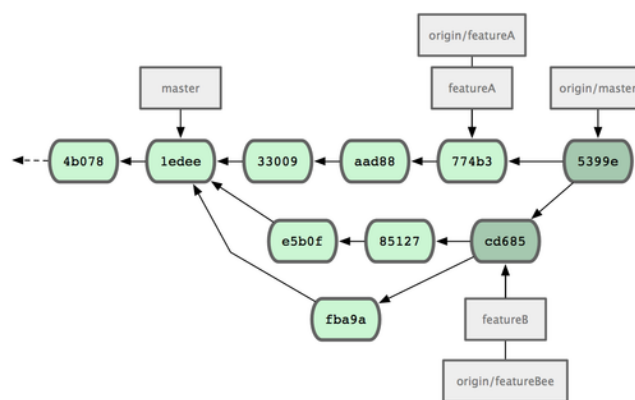 origin/featureA
master
featureA
origin/master
4b078
1edee
33009
aad88
774b3
5399e
e5b0f
85127
cd685
fba9a
featureB
origin/featureBee